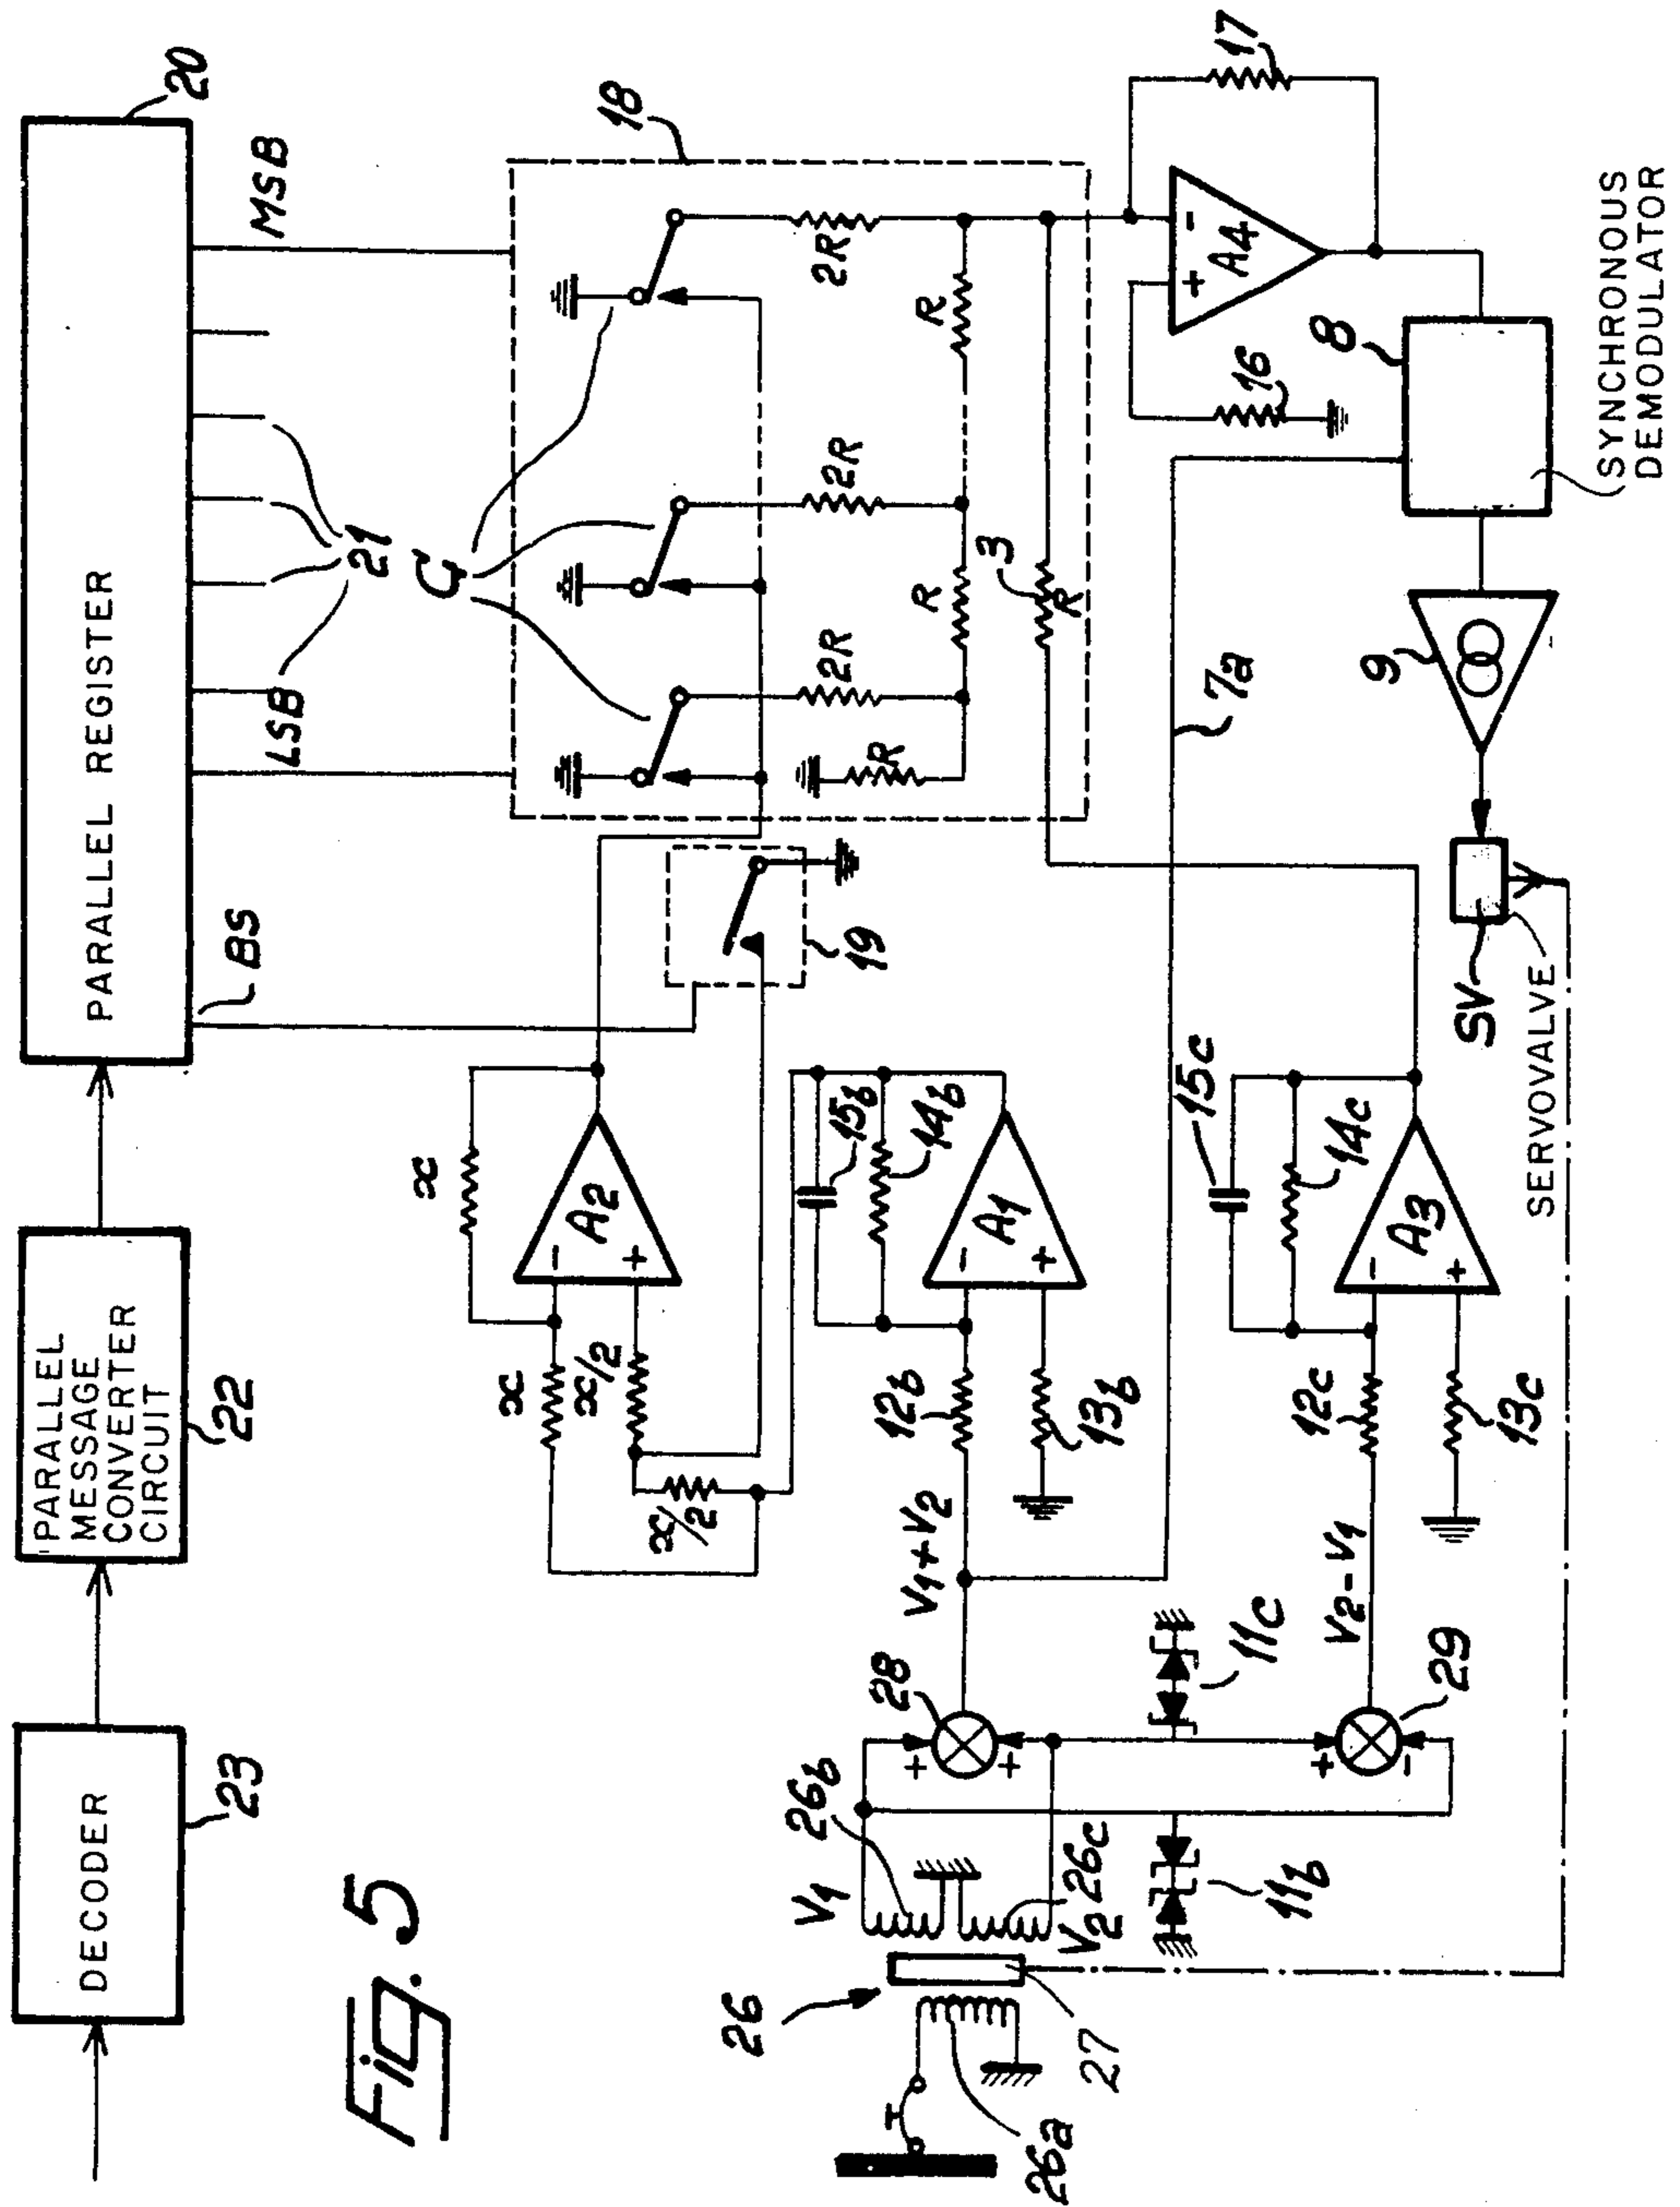 Fig. 5
DECODER
23
PARALLEL
MESSAGE
CONVERTER
CIRCUIT
22
PARALLEL REGISTER
20
BS
LSB
21
MSB
C
18
19
x
x
x/2
x/2
A2
-
+
2R
2R
2R
R
R
R
3
R
15b
14b
A1
-
+
12b
13b
V1+V2
7a
16
17
A4
+
-
8
SYNCHRONOUS
DEMODULATOR
9
SV
SERVOVALVE
15c
14c
A3
-
+
12c
13c
V2-V1
28
+
+
29
+
-
11c
11b
26
26a
26b
26c
27
V1
V2